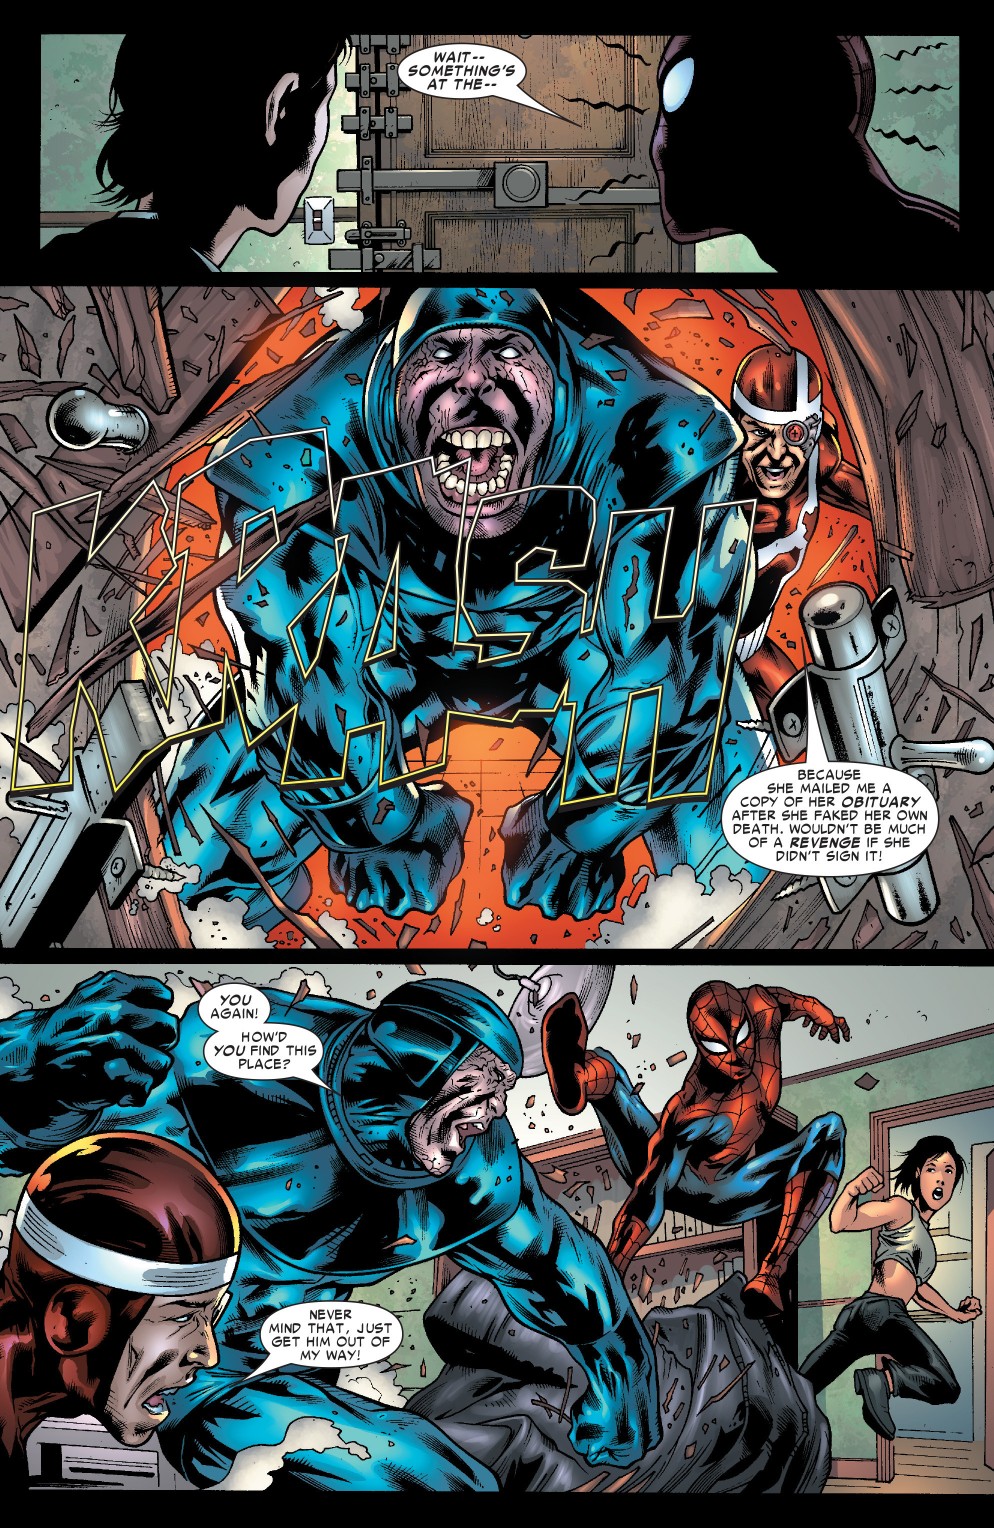 WAIT--
SOMETHING'S
AT THE--
KRASH
BECAUSE
SHE MAILED ME A
COPY OF HER OBITUARY
AFTER SHE FAKED HER OWN
DEATH. WOULDN'T BE MUCH
OF A REVENGE IF SHE
DIDN'T SIGN IT!
YOU
AGAIN!
HOW'D
YOU FIND THIS
PLACE?
NEVER
MIND THAT, JUST
GET HIM OUT OF
MY WAY!